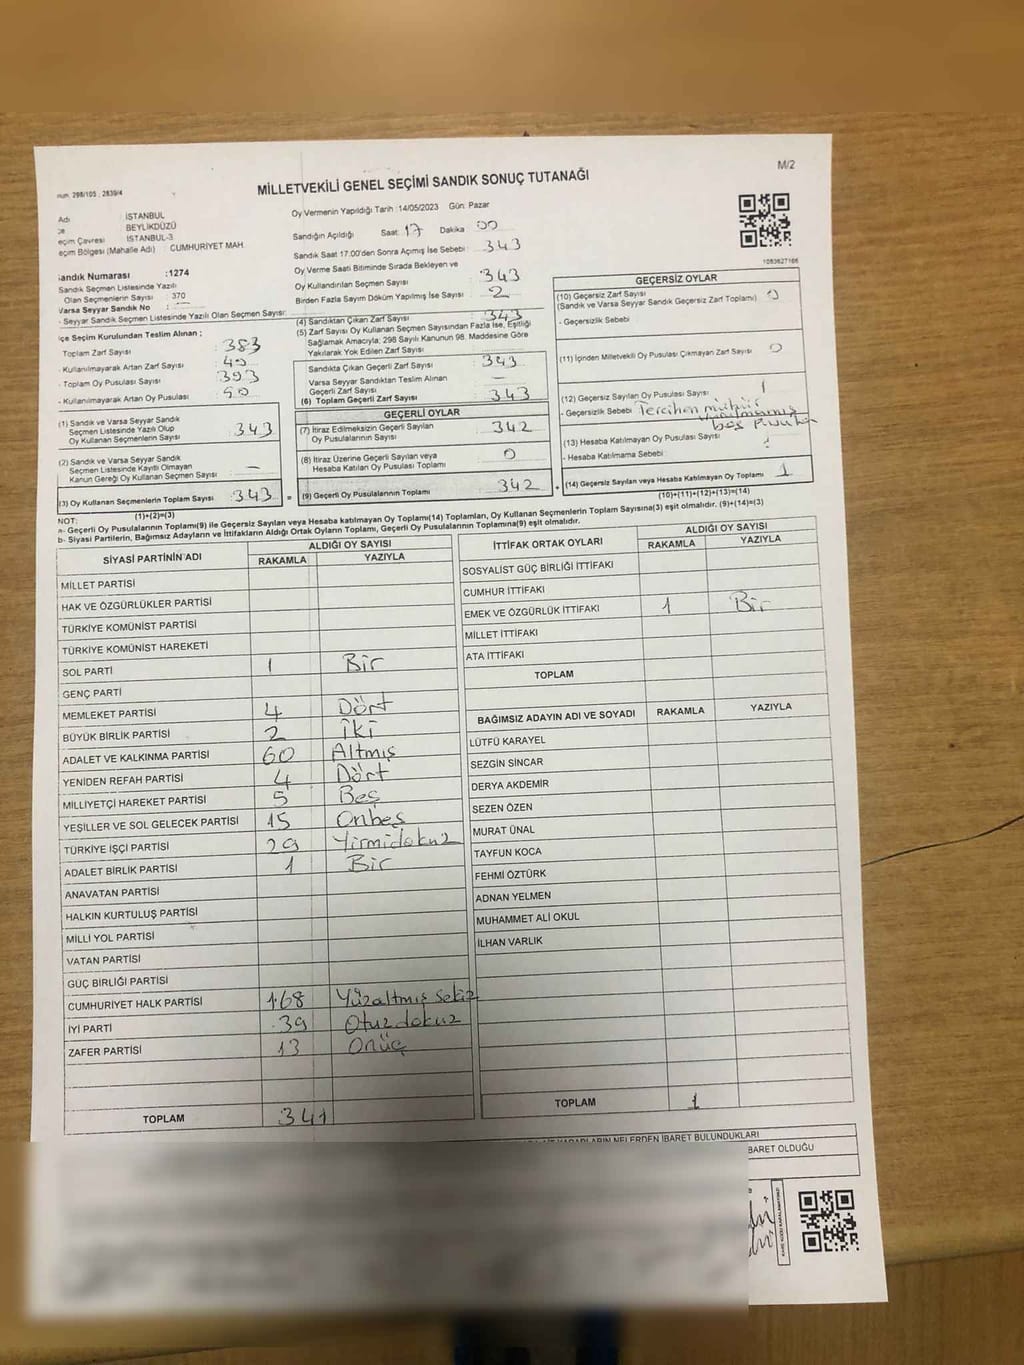 M/2
MİLLETVEKİLİ GENEL SEÇİMİ SANDIK SONUÇ TUTANAĞI
298/105 : 2839/4
Adı : İSTANBUL
BEYLİKDÜZÜ
eçim Çevresi : İSTANBUL-3
eçim Bölgesi (Mahalle Adı) : CUMHURİYET MAH.
Sandık Numarası :1274
Sandık Seçmen Listesinde Yazılı
Olan Seçmenlerin Sayısı : 370
Varsa Seyyar Sandık No : —
- Seyyar Sandık Seçmen Listesinde Yazılı Olan Seçmen Sayısı:
Oy Vermenin Yapıldığı Tarih :14/05/2023 Gün: Pazar
Sandığın Açıldığı Saat: 17 Dakika 00
Sandık Saat 17.00'den Sonra Açımış İse Sebebi : 343
Oy Verme Saati Bitiminde Sırada Bekleyen ve
Oy Kullandırılan Seçmen Sayısı : 343
Birden Fazla Sayım Döküm Yapılmış İse Sayısı : 2
1083627166
lçe Seçim Kurulundan Teslim Alınan ;
Toplam Zarf Sayısı : 383
- Kullanılmayarak Artan Zarf Sayısı : 40
- Toplam Oy Pusulası Sayısı : 393
- Kullanılmayarak Artan Oy Pusulası :
(1) Sandık ve Varsa Seyyar Sandık
Seçmen Listesinde Yazılı Olup
Oy Kullanan Seçmenlerin Sayısı : 343
(2) Sandık ve Varsa Seyyar Sandık
Seçmen Listesinde Kayıtlı Olmayan
Kanun Gereği Oy Kullanan Seçmen Sayısı : —
(3) Oy Kullanan Seçmenlerin Toplam Sayısı : 343
(1)+(2)=(3)
(4) Sandıktan Çıkan Zarf Sayısı : 343
(5) Zarf Sayısı Oy Kullanan Seçmen Sayısından Fazla İse, Eşitliği
Sağlamak Amacıyla; 298 Sayılı Kanunun 98. Maddesine Göre
Yakılarak Yok Edilen Zarf Sayısı :
Sandıkta Çıkan Geçerli Zarf Sayısı : 343
Varsa Seyyar Sandıktan Teslim Alınan
Geçerli Zarf Sayısı : —
(6) Toplam Geçerli Zarf Sayısı : 343
GEÇERLİ OYLAR
(7) İtiraz Edilmeksizin Geçerli Sayılan
Oy Pusulalarının Sayısı : 342
(8) İtiraz Üzerine Geçerli Sayılan veya
Hesaba Katılan Oy Pusulası Toplamı : 0
= (9) Geçerli Oy Pusulalarının Toplamı : 342
GEÇERSİZ OYLAR
(10) Geçersiz Zarf Sayısı
(Sandık ve Varsa Seyyar Sandık Geçersiz Zarf Toplamı) : 0
- Geçersizlik Sebebi :
(11) İçinden Milletvekili Oy Pusulası Çıkmayan Zarf Sayısı : 0
(12) Geçersiz Sayılan Oy Pusulası Sayısı : 1
- Geçersizlik Sebebi : Tercihen mühür
vurulmamış
boş pusula
(13) Hesaba Katılmayan Oy Pusulası Sayısı :
- Hesaba Katılmama Sebebi :
+ (14) Geçersiz Sayılan veya Hesaba Katılmayan Oy Toplamı : 1
(10)+(11)+(12)+(13)=(14)
NOT:
a- Geçerli Oy Pusulalarının Toplamı(9) ile Geçersiz Sayılan veya Hesaba katılmayan Oy Toplamı(14) Toplamları, Oy Kullanan Seçmenlerin Toplam Sayısına(3) eşit olmalıdır. (9)+(14)=(3)
b- Siyasi Partilerin, Bağımsız Adayların ve İttifakların Aldığı Ortak Oyların Toplamı, Geçerli Oy Pusulalarının Toplamına(9) eşit olmalıdır.
SİYASİ PARTİNİN ADI ALDIĞI OY SAYISI
RAKAMLA YAZIYLA
MİLLET PARTİSİ
HAK VE ÖZGÜRLÜKLER PARTİSİ
TÜRKİYE KOMÜNİST PARTİSİ
TÜRKİYE KOMÜNİST HAREKETİ
SOL PARTİ 1 Bir
GENÇ PARTİ
MEMLEKET PARTİSİ 4 Dört
BÜYÜK BİRLİK PARTİSİ 2 İki
ADALET VE KALKINMA PARTİSİ 60 Altmış
YENİDEN REFAH PARTİSİ 4 Dört
MİLLİYETÇİ HAREKET PARTİSİ 5 Beş
YEŞİLLER VE SOL GELECEK PARTİSİ 15 Onbeş
TÜRKİYE İŞÇİ PARTİSİ 29 Yirmidokuz
ADALET BİRLİK PARTİSİ 1 Bir
ANAVATAN PARTİSİ
HALKIN KURTULUŞ PARTİSİ
MİLLİ YOL PARTİSİ
VATAN PARTİSİ
GÜÇ BİRLİĞİ PARTİSİ
CUMHURİYET HALK PARTİSİ 168 Yüzaltmış Sekiz
İYİ PARTİ 39 Otuzdokuz
ZAFER PARTİSİ 13 Onüç
TOPLAM 341
İTTİFAK ORTAK OYLARI ALDIĞI OY SAYISI
RAKAMLA YAZIYLA
SOSYALİST GÜÇ BİRLİĞİ İTTİFAKI
CUMHUR İTTİFAKI
EMEK VE ÖZGÜRLÜK İTTİFAKI 1 Bir
MİLLET İTTİFAKI
ATA İTTİFAKI
TOPLAM
BAĞIMSIZ ADAYIN ADI VE SOYADI RAKAMLA YAZIYLA
LÜTFÜ KARAYEL
SEZGİN SİNCAR
DERYA AKDEMİR
SEZEN ÖZEN
MURAT ÜNAL
TAYFUN KOCA
FEHMİ ÖZTÜRK
ADNAN YELMEN
MUHAMMET ALİ OKUL
İLHAN VARLIK
TOPLAM 1
KARARLARIN NELERDEN İBARET BULUNDUKLARI
BARET OLDUĞU